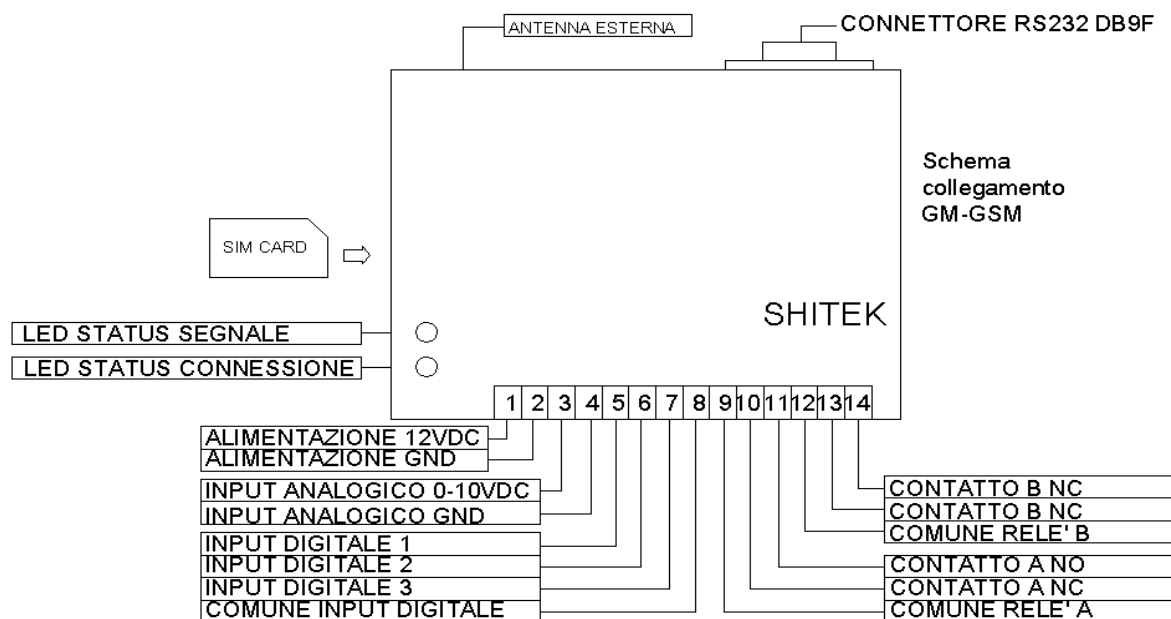 ANTENNA ESTERNA
CONNETTORE RS232 DB9F
Schema
collegamento
GM-GSM
SIM CARD
SHITEK
LED STATUS SEGNALE
LED STATUS CONNESSIONE
1 2 3 4 5 6 7 8 9 10 11 12 13 14
ALIMENTAZIONE 12VDC
ALIMENTAZIONE GND
INPUT ANALOGICO 0-10VDC
INPUT ANALOGICO GND
INPUT DIGITALE 1
INPUT DIGITALE 2
INPUT DIGITALE 3
COMUNE INPUT DIGITALE
CONTATTO B NC
CONTATTO B NC
COMUNE RELE' B
CONTATTO A NO
CONTATTO A NC
COMUNE RELE' A